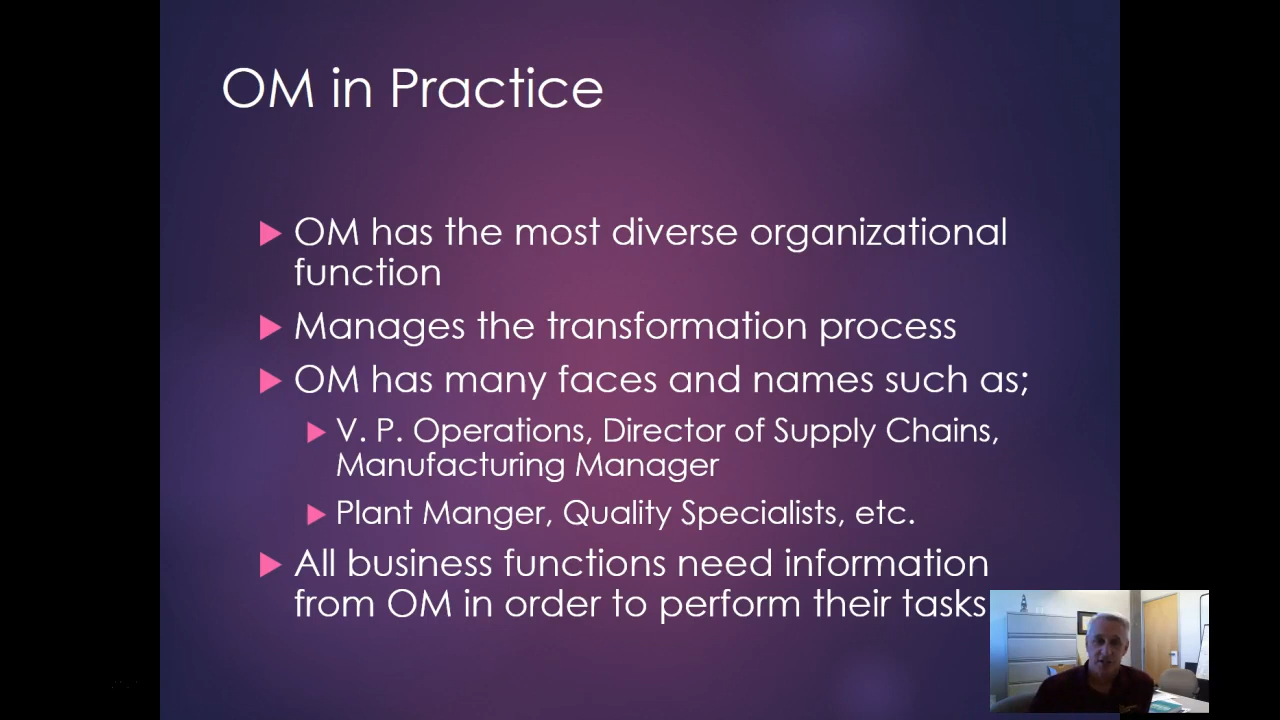 OM in Practice
OM has the most diverse organizational
function
Manages the transformation process
OM has many faces and names such as;
V. P. Operations, Director of Supply Chains,
Manufacturing Manager
Plant Manger, Quality Specialists, etc.
All business functions need information
from OM in order to perform their tasks